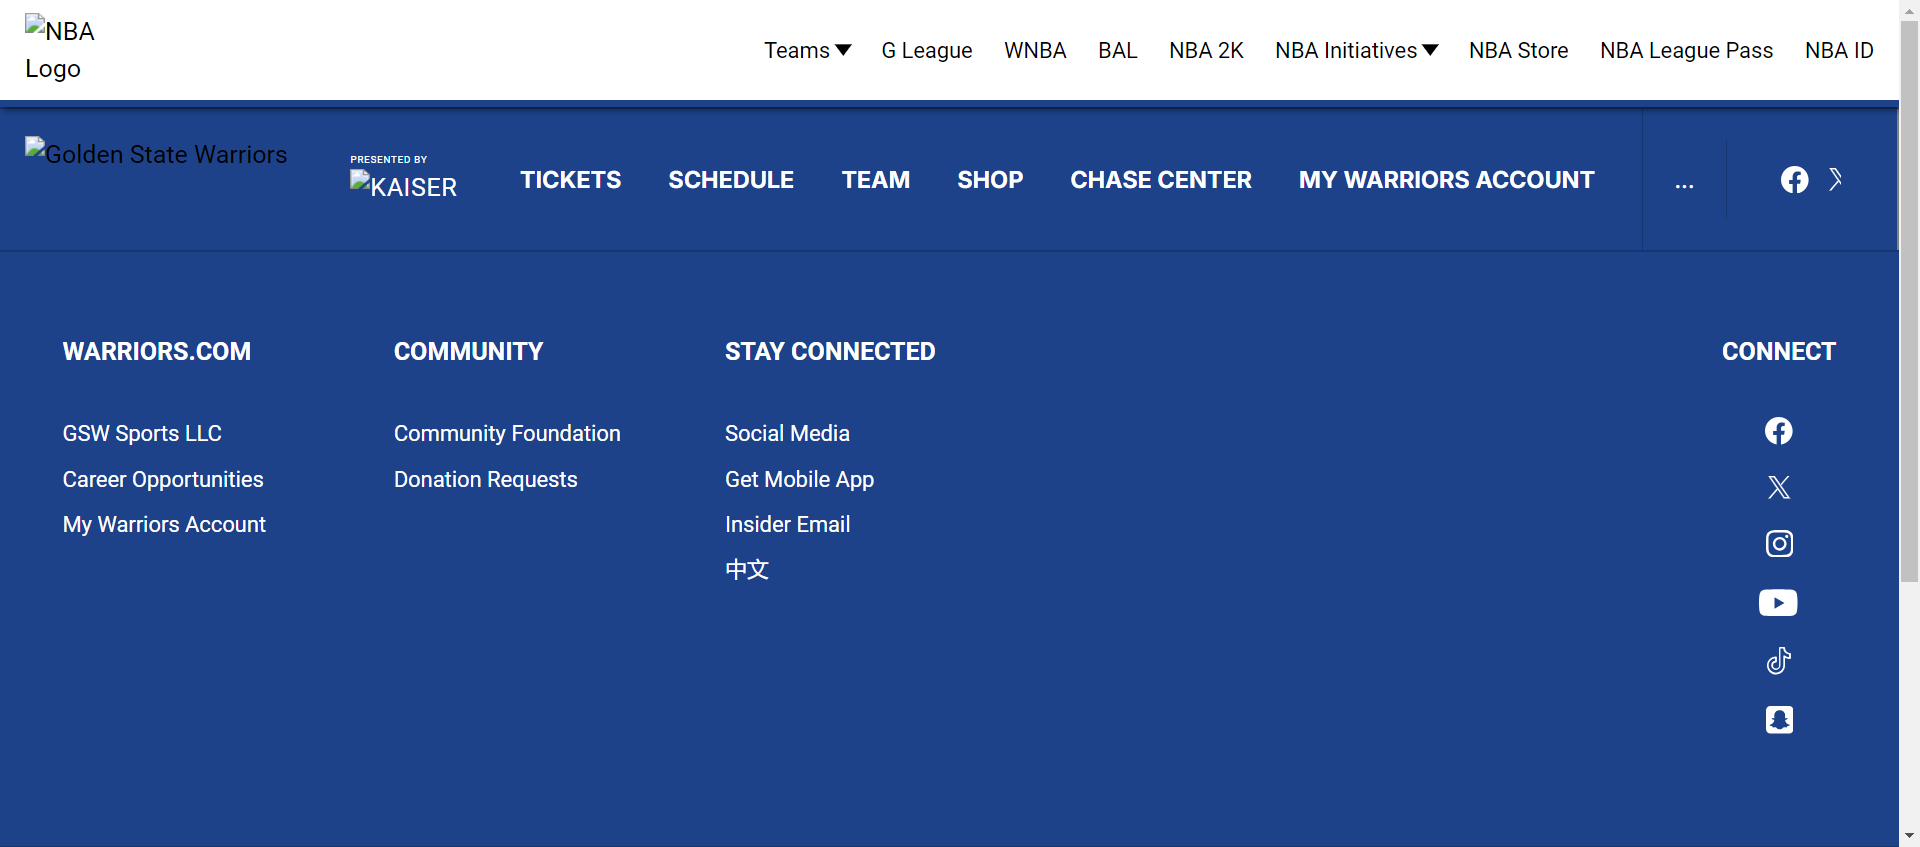 NBA
Logo
Teams
G League
WNBA
BAL
NBA 2K
NBA Initiatives
NBA Store
NBA League Pass
NBA ID
Golden State Warriors
PRESENTED BY
KAISER
TICKETS
SCHEDULE
TEAM
SHOP
CHASE CENTER
MY WARRIORS ACCOUNT
...
WARRIORS.COM
GSW Sports LLC
Career Opportunities
My Warriors Account
COMMUNITY
Community Foundation
Donation Requests
STAY CONNECTED
Social Media
Get Mobile App
Insider Email
中文
CONNECT